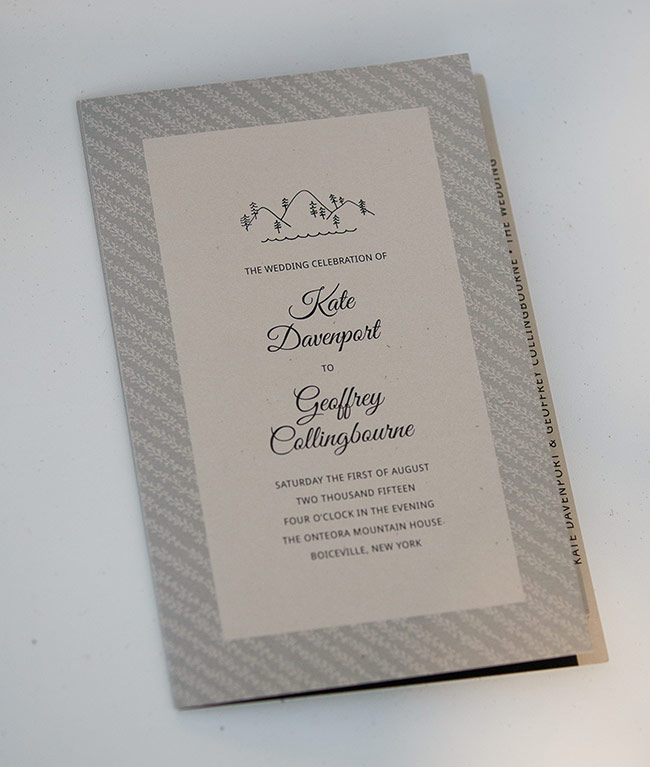 THE WEDDING CELEBRATION OF
Kate
Davenport
TO
Geoffrey
Collingbourne
SATURDAY THE FIRST OF AUGUST
TWO THOUSAND FIFTEEN
FOUR O'CLOCK IN THE EVENING
THE ONTEORA MOUNTAIN HOUSE
BOICEVILLE, NEW YORK
KATE DAVENPORT & GEOFFREY COLLINGBOURNE • THE WEDDING